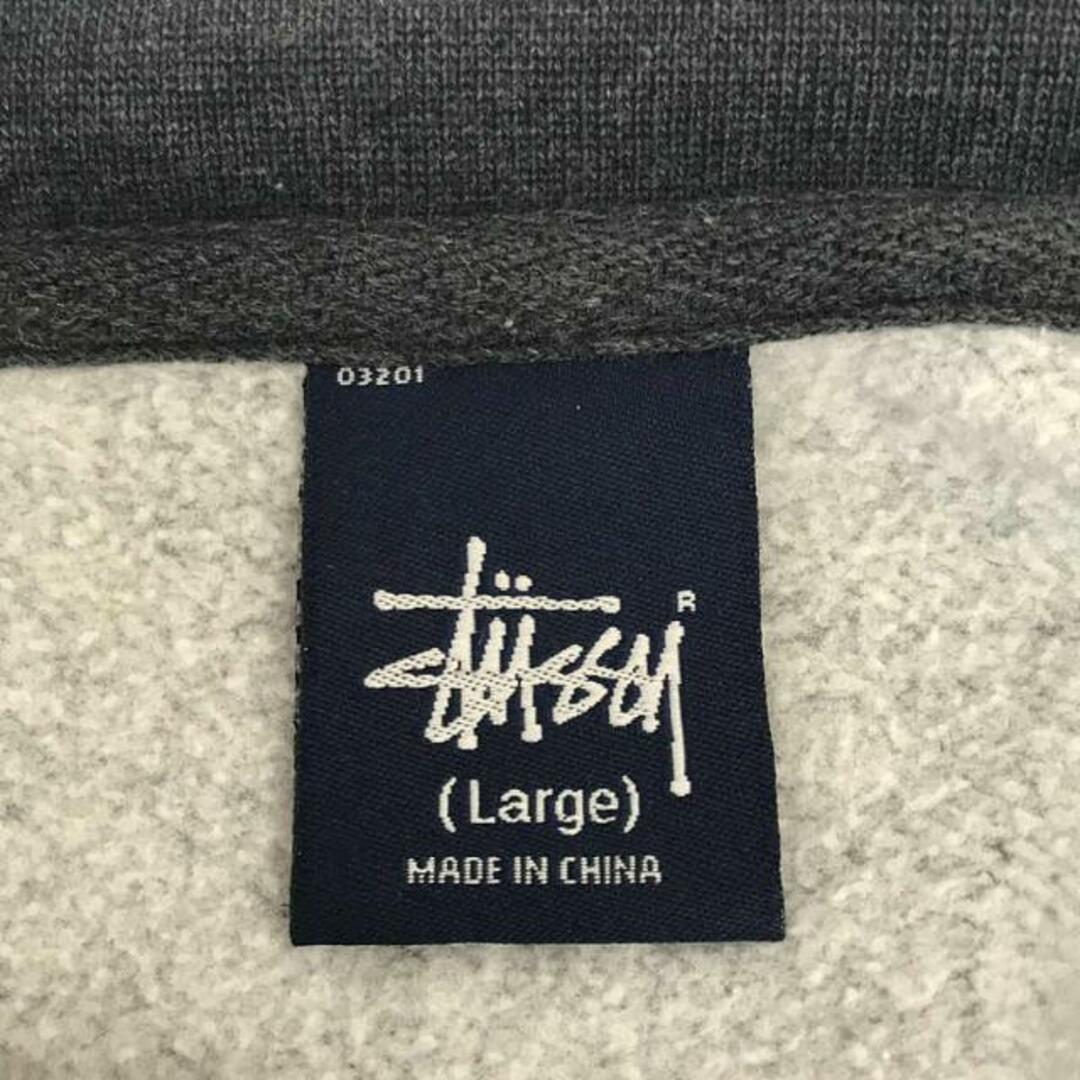 03201
stüssy R
(Large)
MADE IN CHINA